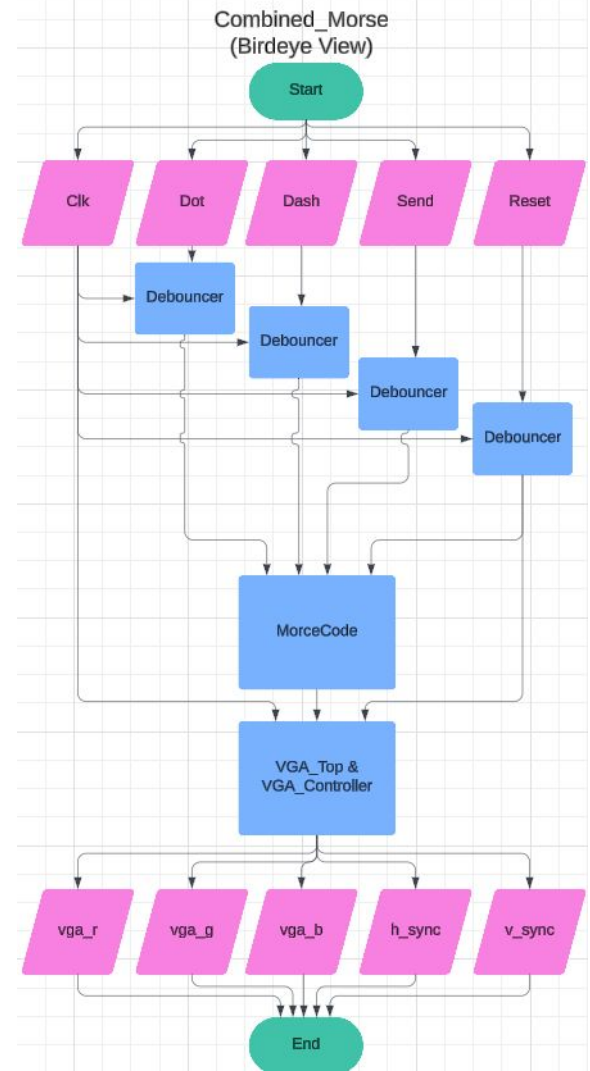 Combined_Morse
(Birdeye View)
Start
Clk
Dot
Dash
Send
Reset
Debouncer
Debouncer
Debouncer
Debouncer
MorceCode
VGA_Top &
VGA_Controller
vga_r
vga_g
vga_b
h_sync
v_sync
End